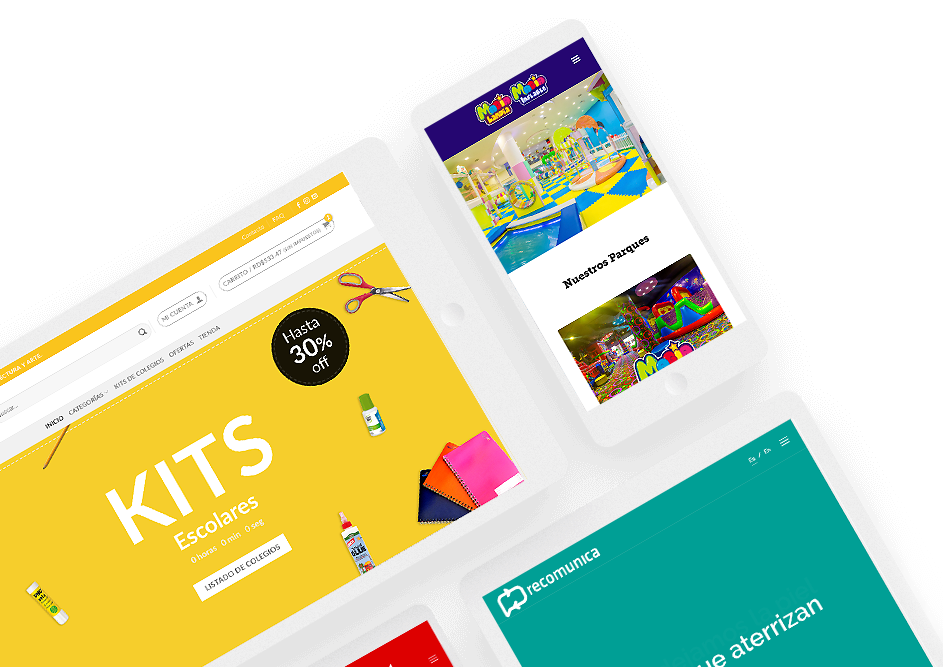 Contacto FAQ
CARRITO / RD$133.47 (SIN IMPUESTOS)
MI CUENTA
CTURA Y ARTE
INICIO CATEGORÍAS KITS DE COLEGIOS OFERTAS TIENDA
Hasta
30%
off
KITS
Escolares
0 horas 0 min 0 seg
LISTADO DE COLEGIOS
Nuestros Parques
Es / En
recomunica
ue aterrizan